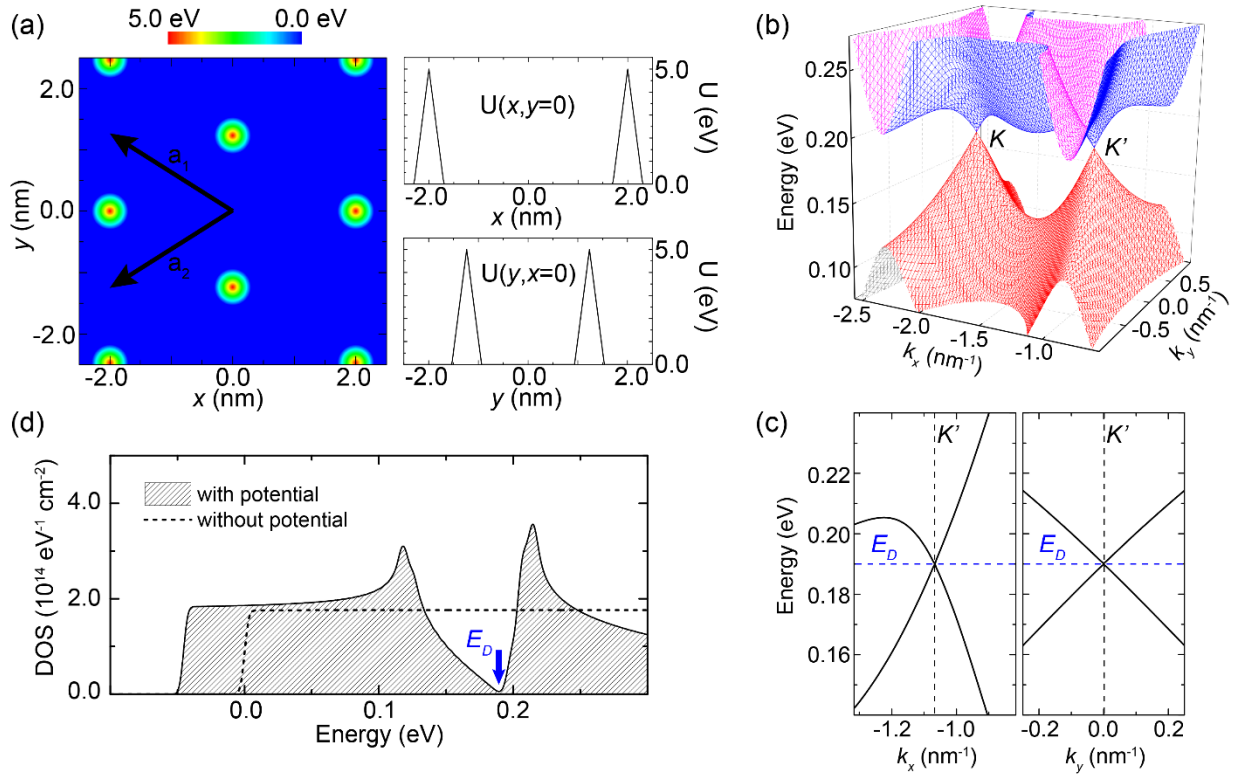 (a)
5.0 eV 0.0 eV
2.0
0.0
-2.0
y (nm)
a1
a2
-2.0 0.0 2.0
x (nm)
U(x,y=0)
5.0
0.0
U (eV)
-2.0 0.0 2.0
x (nm)
U(y,x=0)
5.0
0.0
U (eV)
-2.0 0.0 2.0
y (nm)
(b)
0.25
0.20
0.15
0.10
Energy (eV)
K
K'
-2.5 -2.0 -1.5 -1.0
kx (nm-1)
0.5
0.0
-0.5
ky (nm-1)
(d)
4.0
2.0
0.0
DOS (10^14 eV-1 cm-2)
with potential
without potential
ED
0.0 0.1 0.2
Energy (eV)
(c)
0.22
0.20
0.18
0.16
Energy (eV)
K'
ED
-1.2 -1.0
kx (nm-1)
K'
ED
-0.2 0.0 0.2
ky (nm-1)